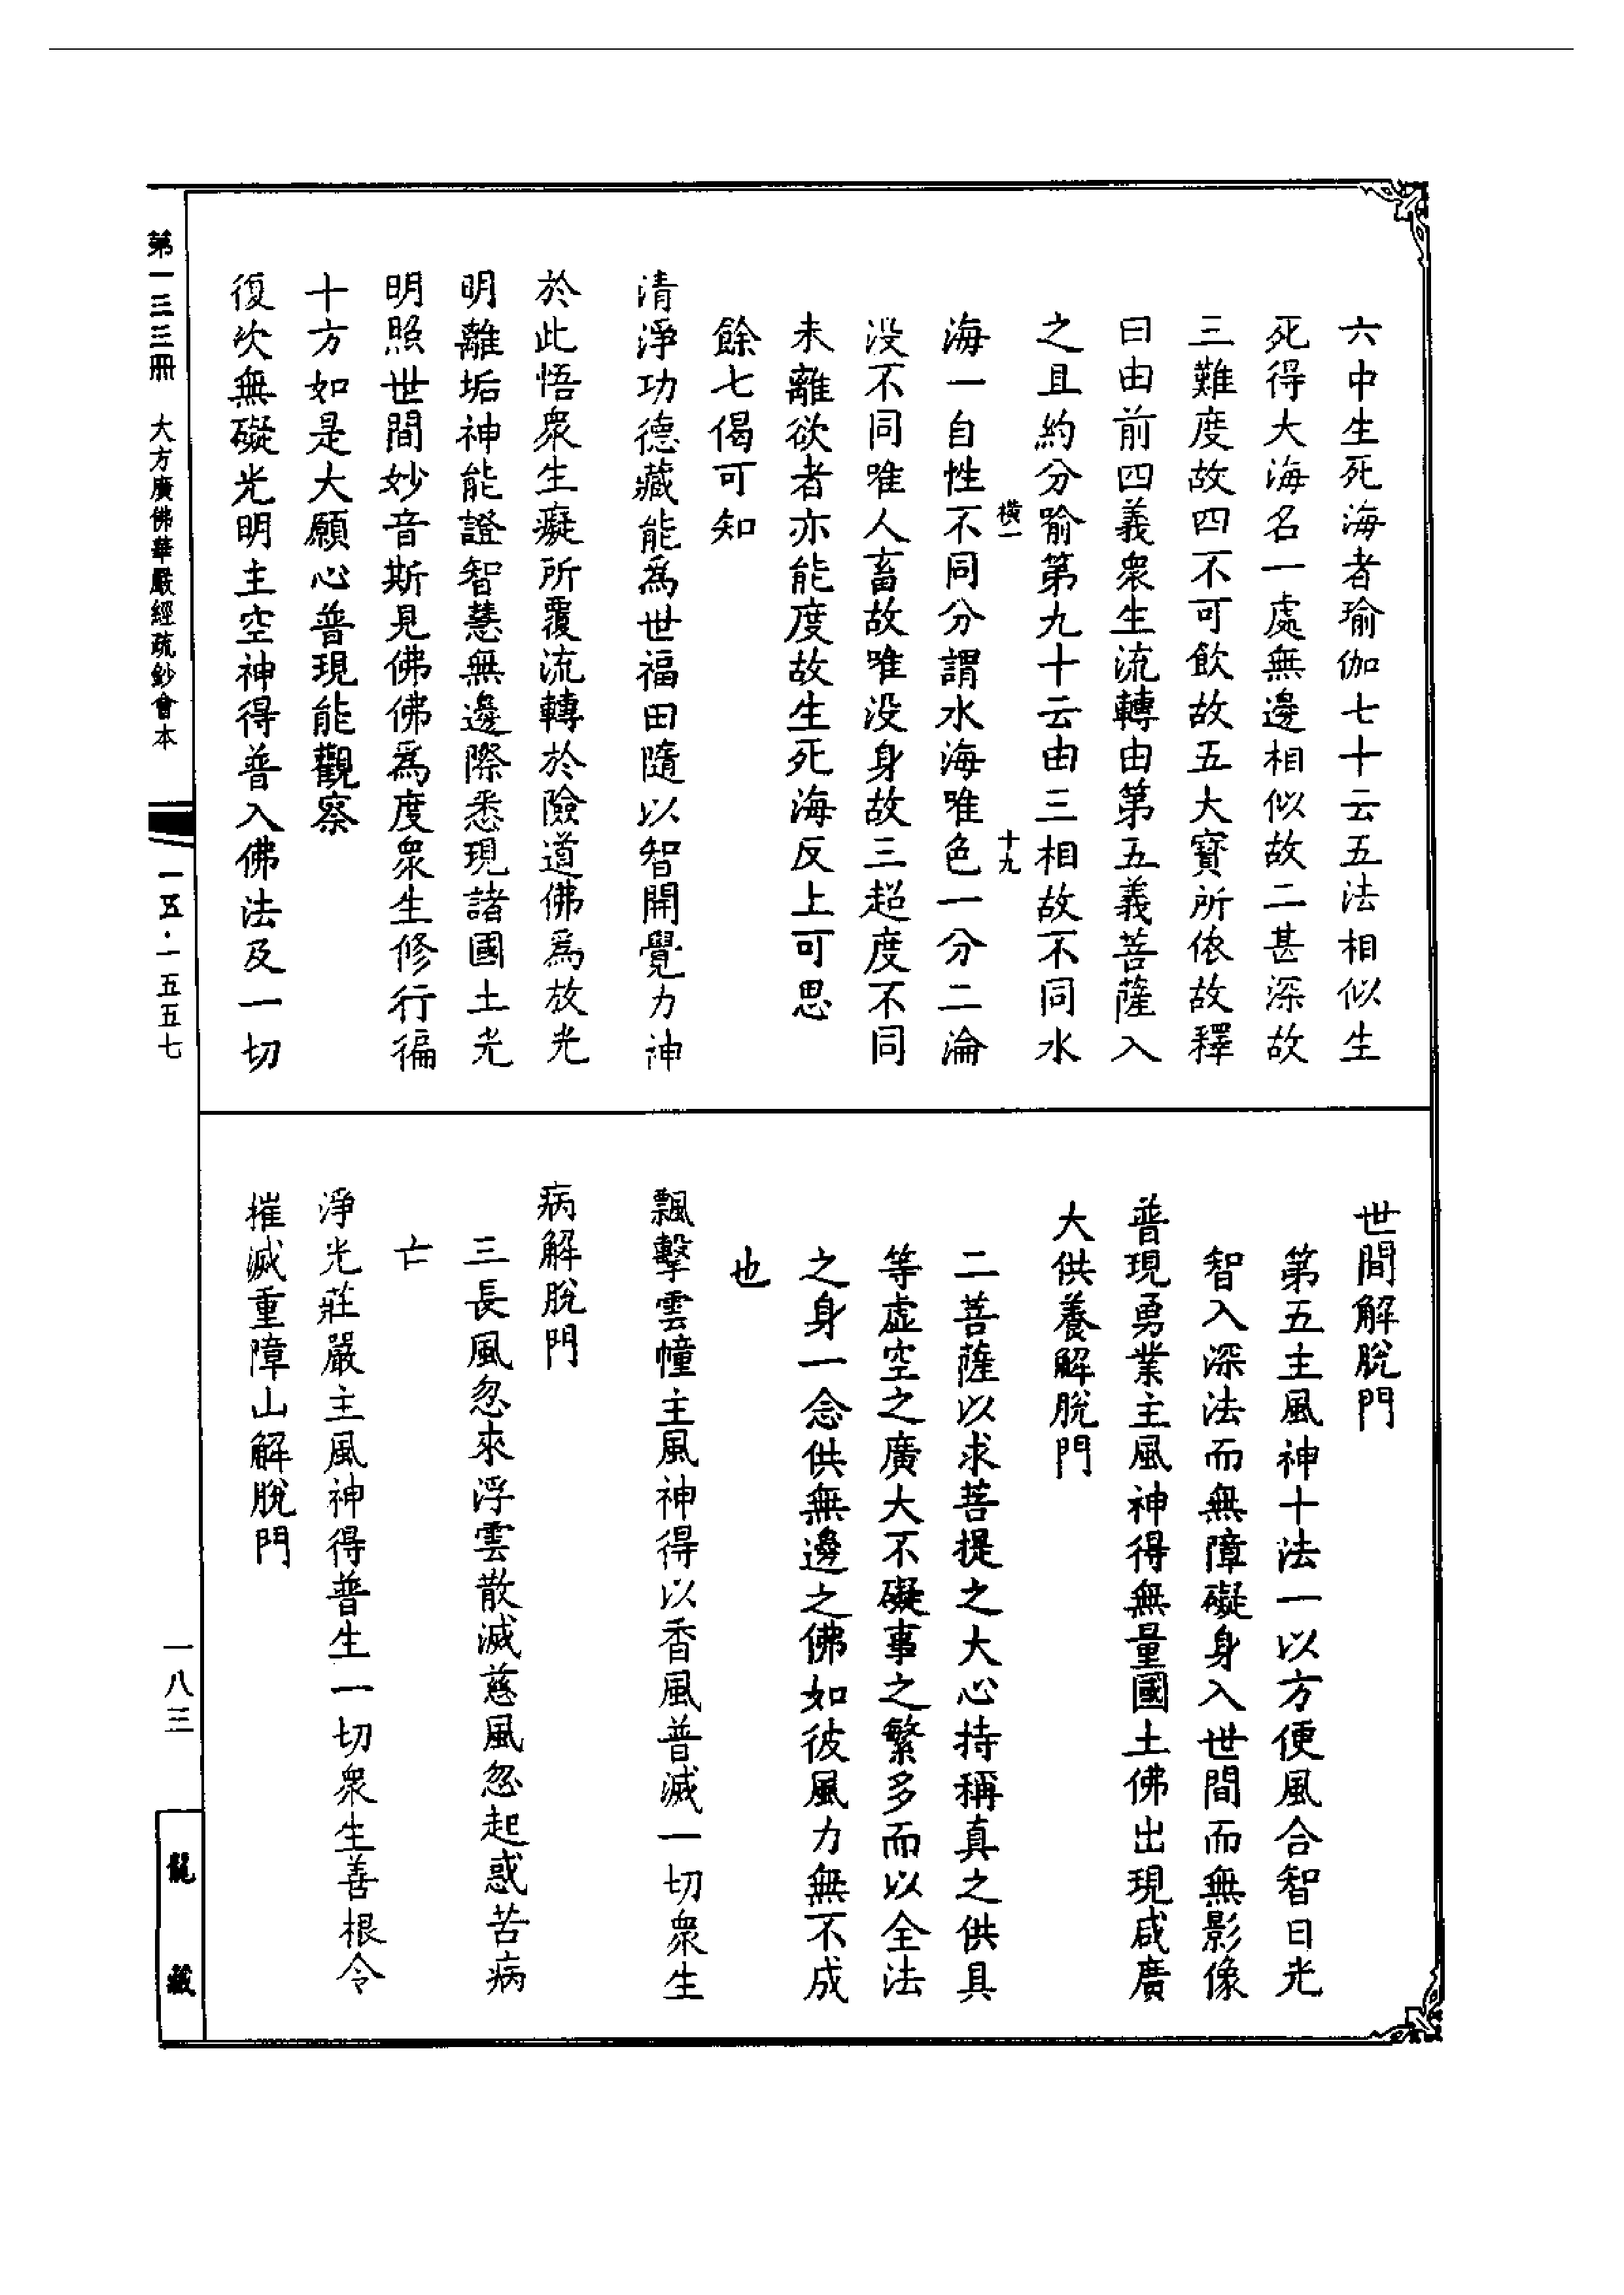 六中生死海者瑜伽七十云五法相似生
死得大海名一處無邊相似故二甚深故
三難度故四不可飲故五大寶所依故釋
曰由前四義衆生流轉由第五義菩薩入
之且約分喻第九十云由三相故不同水
橫一 十九
海一自性不同分謂水海唯色一分二淪
没不同唯人畜故唯没身故三超度不同
未離欲者亦能度故生死海反上可思
餘七偈可知
清淨功德藏能爲世福田隨以智開覺力神
於此悟衆生癡所覆流轉於險道佛爲放光
明離垢神能證智慧無邊際悉現諸國土光
明照世間妙音斯見佛佛爲度衆生修行徧
十方如是大願心普現能觀察
復次無礙光明主空神得普入佛法及一切
世間解脫門
第五主風神十法一以方便風合智日光
智入深法而無障礙身入世間而無影像
普現勇業主風神得無量國土佛出現咸廣
大供養解脫門
二菩薩以求菩提之大心持稱真之供具
等虛空之廣大不礙事之繁多而以全法
之身一念供無邊之佛如彼風力無不成
也
飄擊雲幢主風神得以香風普滅一切衆生
病解脫門
三長風忽來浮雲散滅慈風忽起惑苦病
亡
淨光莊嚴主風神得普生一切衆生善根令
摧滅重障山解脫門
第一三三冊 大方廣佛華嚴經疏鈔會本 一五·一五五七
一八三
龍藏